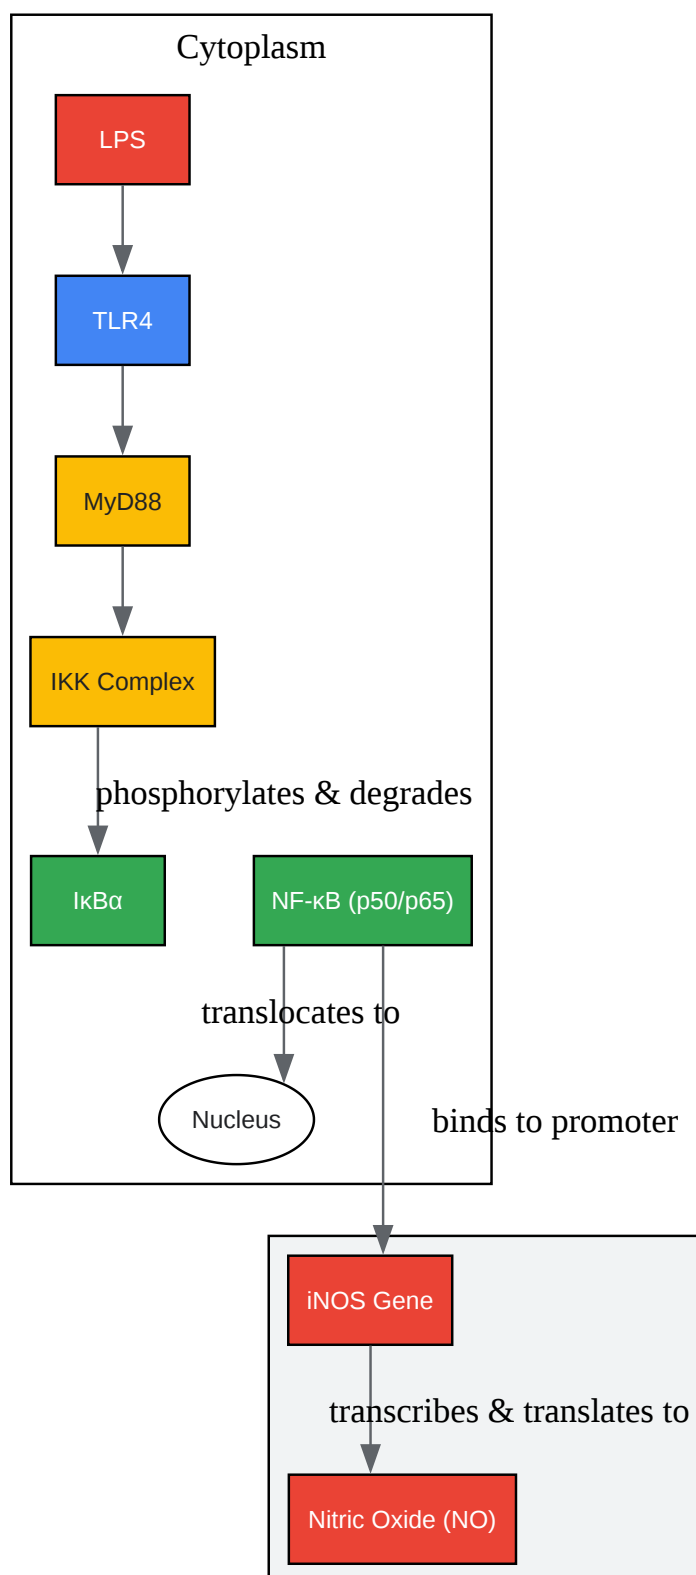 Cytoplasm
LPS
TLR4
MyD88
IKK Complex
phosphorylates & degrades
IκBα
NF-κB (p50/p65)
translocates to
Nucleus
binds to promoter
iNOS Gene
transcribes & translates to
Nitric Oxide (NO)